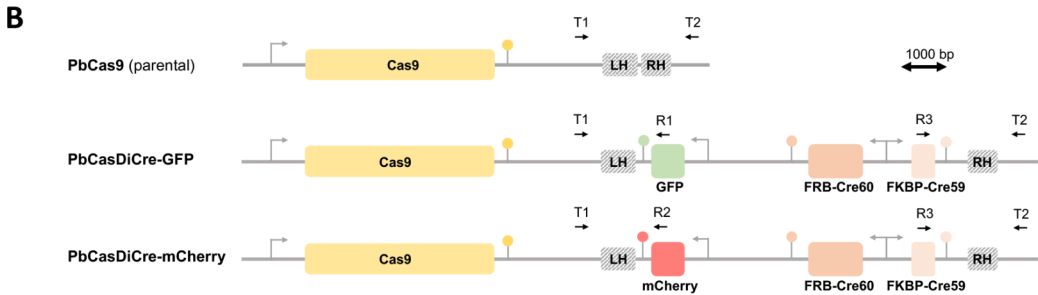 B
T1 T2
PbCas9 (parental) Cas9 LH RH 1000 bp
T1 R1 R3 T2
PbCasDiCre-GFP Cas9 LH RH
GFP FRB-Cre60 FKBP-Cre59
T1 R2 R3 T2
PbCasDiCre-mCherry Cas9 LH RH
mCherry FRB-Cre60 FKBP-Cre59